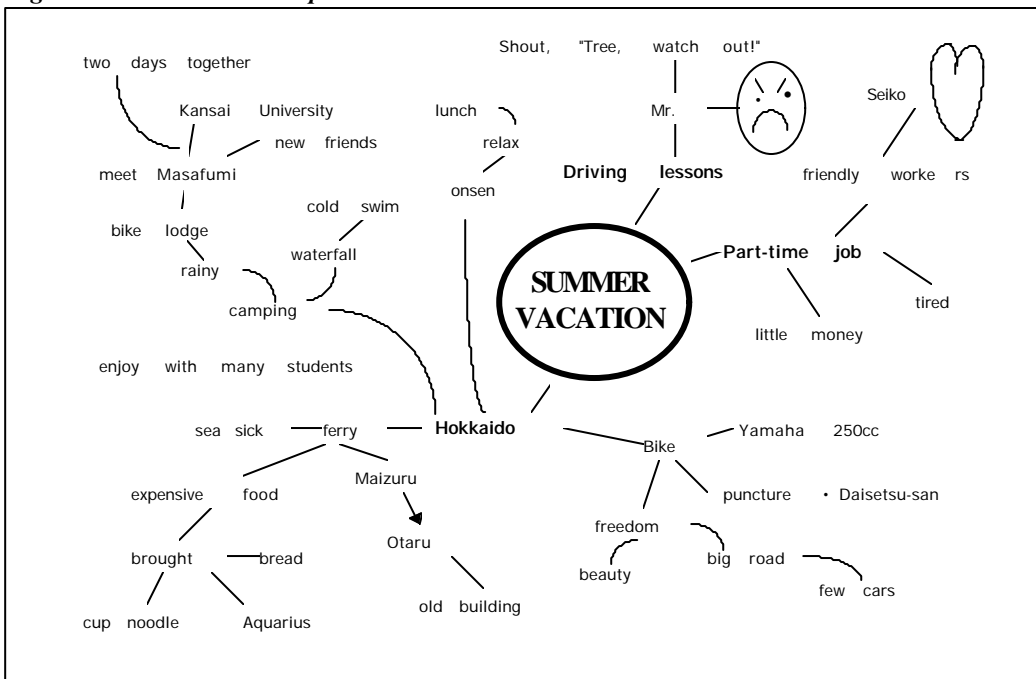 Shout, "Tree, watch out!"
two days together
Kansai University
new friends
meet Masafumi
bike lodge
rainy
camping
cold swim
waterfall
lunch
relax
onsen
Mr.
Driving lessons
Seiko
friendly worke rs
Part-time job
tired
little money
SUMMER
VACATION
enjoy with many students
sea sick
ferry
Hokkaido
Maizuru
expensive food
Otaru
brought
bread
old building
cup noodle
Aquarius
Bike
Yamaha 250cc
puncture · Daisetsu-san
freedom
beauty
big road
few cars